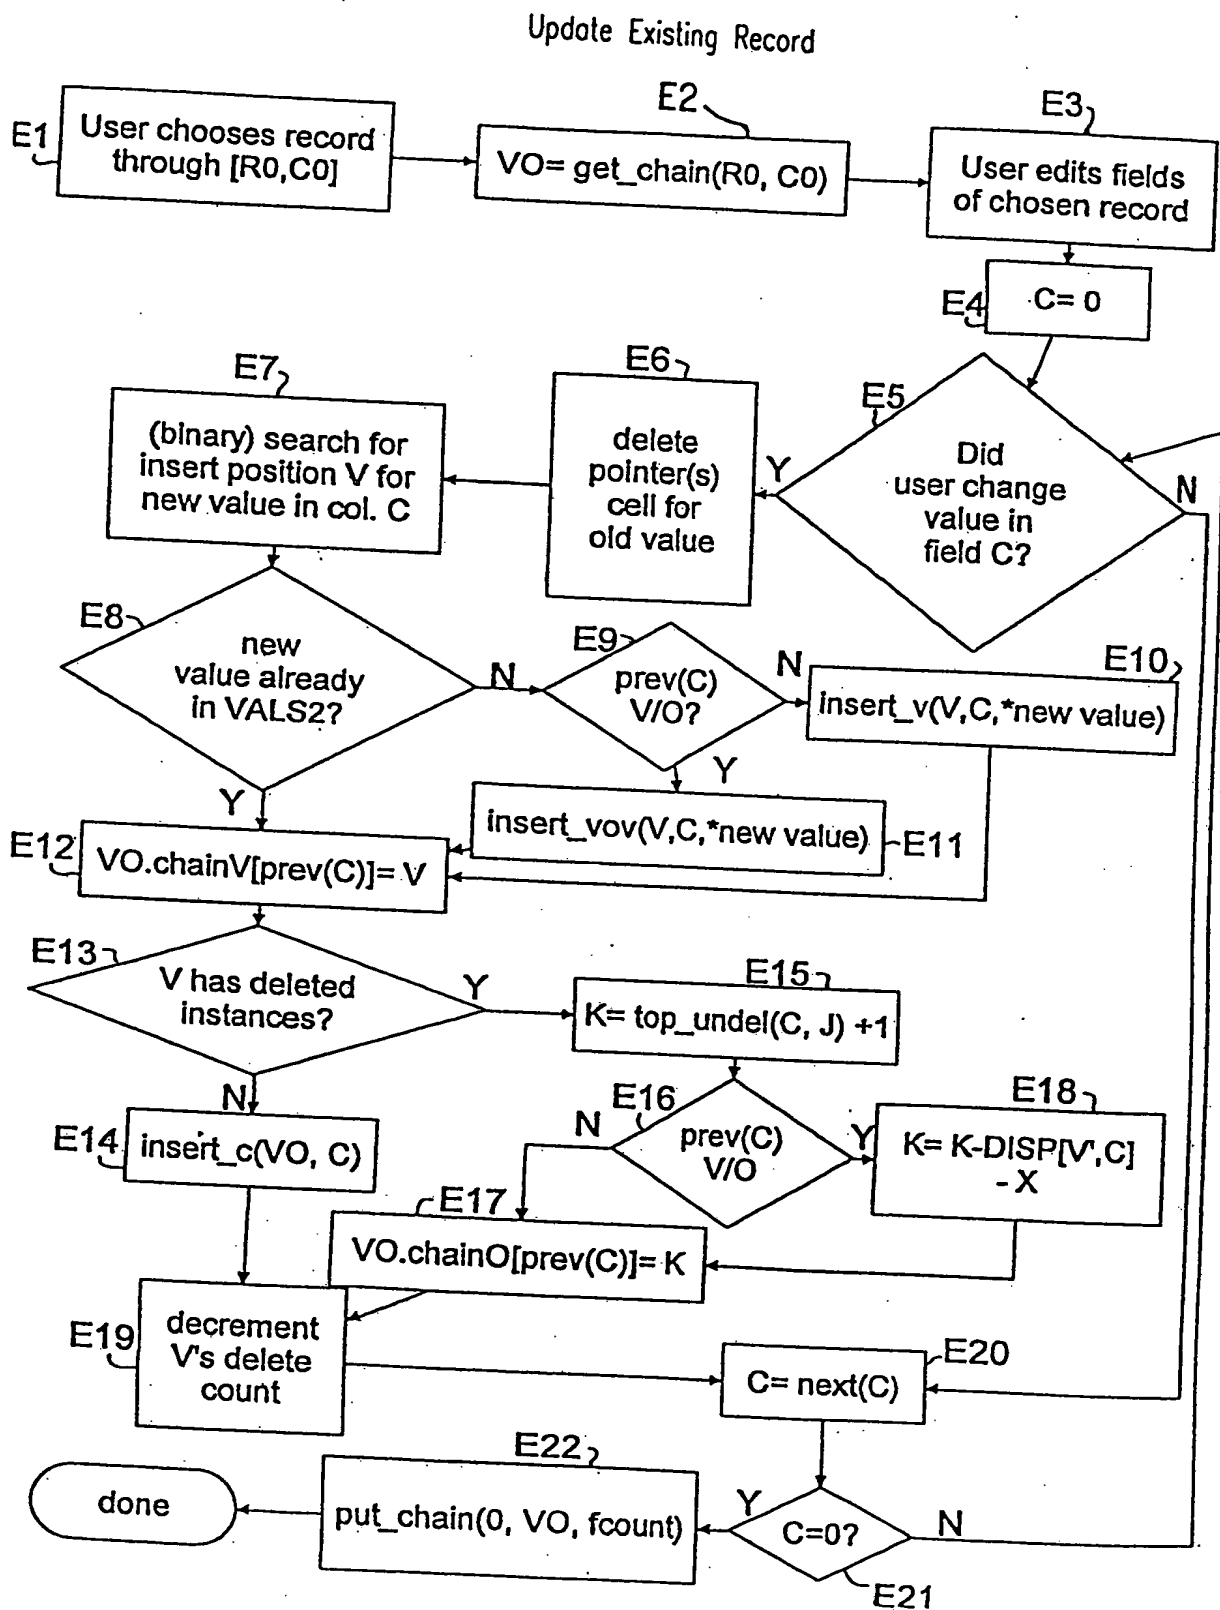 Update Existing Record
E1
User chooses record
through [R0,C0]
E2
VO= get_chain(R0, C0)
E3
User edits fields
of chosen record
E4
C= 0
E5
Did
user change
value in
field C?
Y
N
E6
delete
pointer(s)
cell for
old value
E7
(binary) search for
insert position V for
new value in col. C
E8
new
value already
in VALS2?
N
Y
E9
prev(C)
V/O?
N
Y
E10
insert_v(V,C,*new value)
insert_vov(V,C,*new value)
E11
E12
VO.chainV[prev(C)]= V
E13
V has deleted
instances?
Y
N
E14
insert_c(VO, C)
E15
K= top_undel(C, J) +1
E16
prev(C)
V/O
N
Y
E18
K= K-DISP[V',C]
- X
E17
VO.chainO[prev(C)]= K
E19
decrement
V's delete
count
E20
C= next(C)
C=0?
E21
Y
N
E22
put_chain(0, VO, fcount)
done